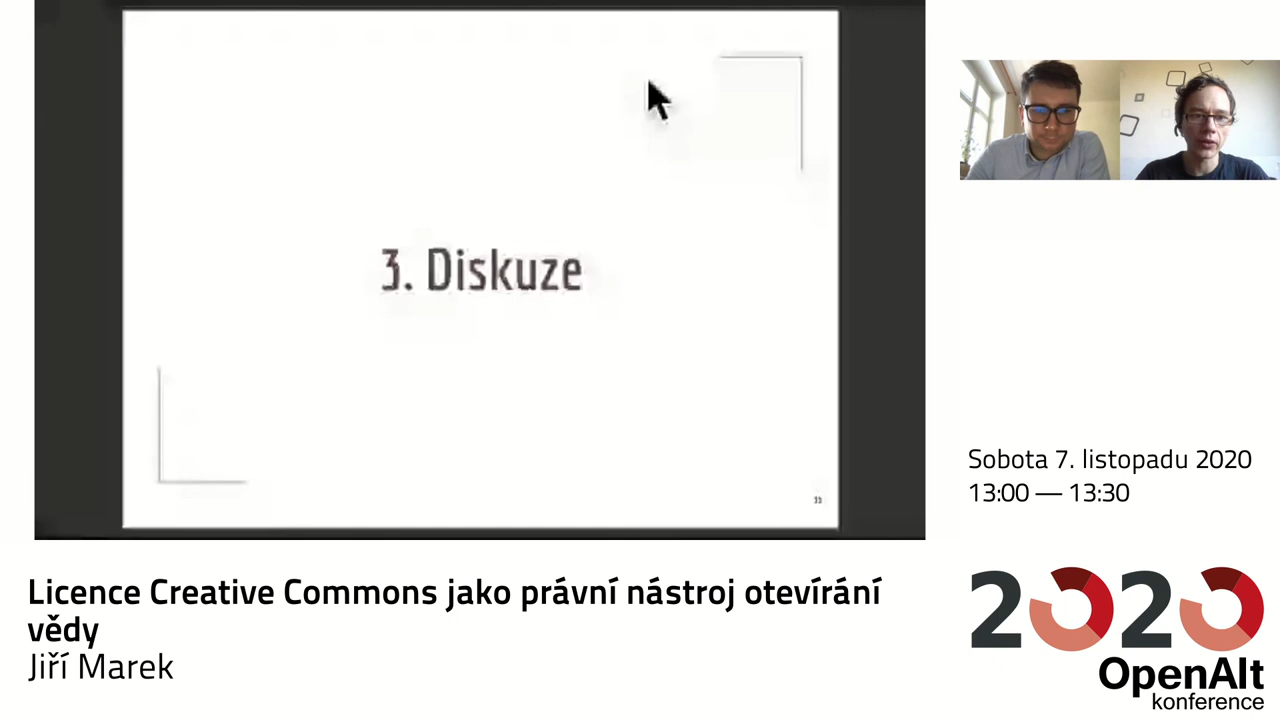 3. Diskuze
Sobota 7. listopadu 2020
13:00 — 13:30
Licence Creative Commons jako právní nástroj otevírání
vědy
Jiří Marek
2020
OpenAlt
konference